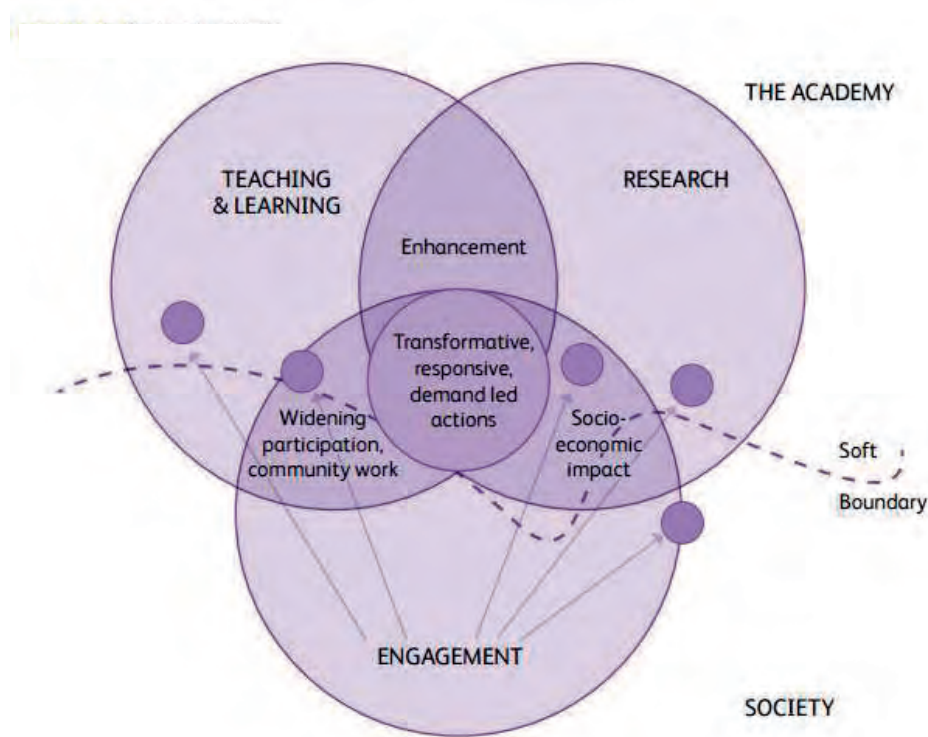 THE ACADEMY
TEACHING
& LEARNING
RESEARCH
Enhancement
Transformative,
responsive,
demand led
actions
Widening
participation,
community work
Socio-
economic
impact
Soft
Boundary
ENGAGEMENT
SOCIETY